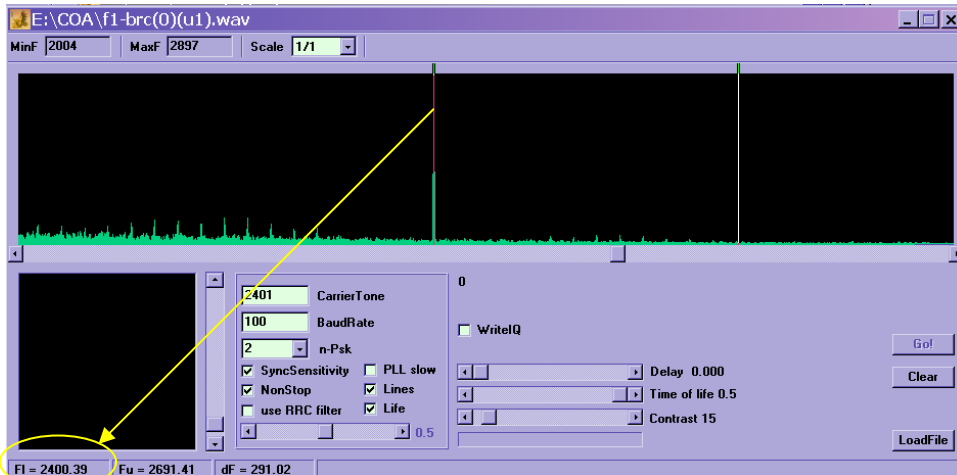 E:\COA\f1-brc(0)(u1).wav
MinF 2004 MaxF 2897 Scale 1/1
0
2401 CarrierTone
100 BaudRate
2 n-Psk
WriteIQ
Go!
SyncSensitivity PLL slow
Delay 0.000
Clear
NonStop Lines
Time of life 0.5
use RRC filter Life
Contrast 15
0.5
LoadFile
Fl = 2400.39 Fu = 2691.41 dF = 291.02